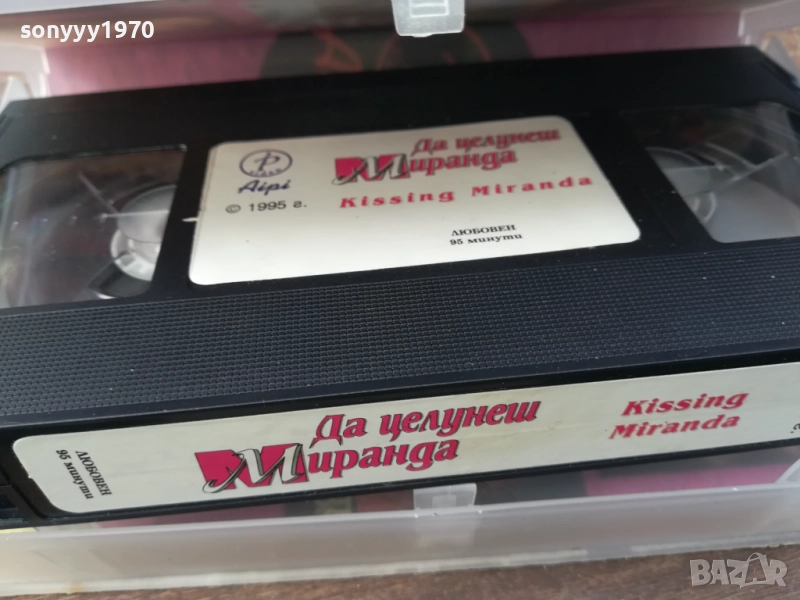 sonyyy1970
Да целунеш
Миранда
Kissing Miranda
Aipi
© 1995 г.
ЛЮБОВЕН
95 минути
Да целунеш
Миранда
Kissing
Miranda
ЛЮБОВЕН
95 минути
BAZAR